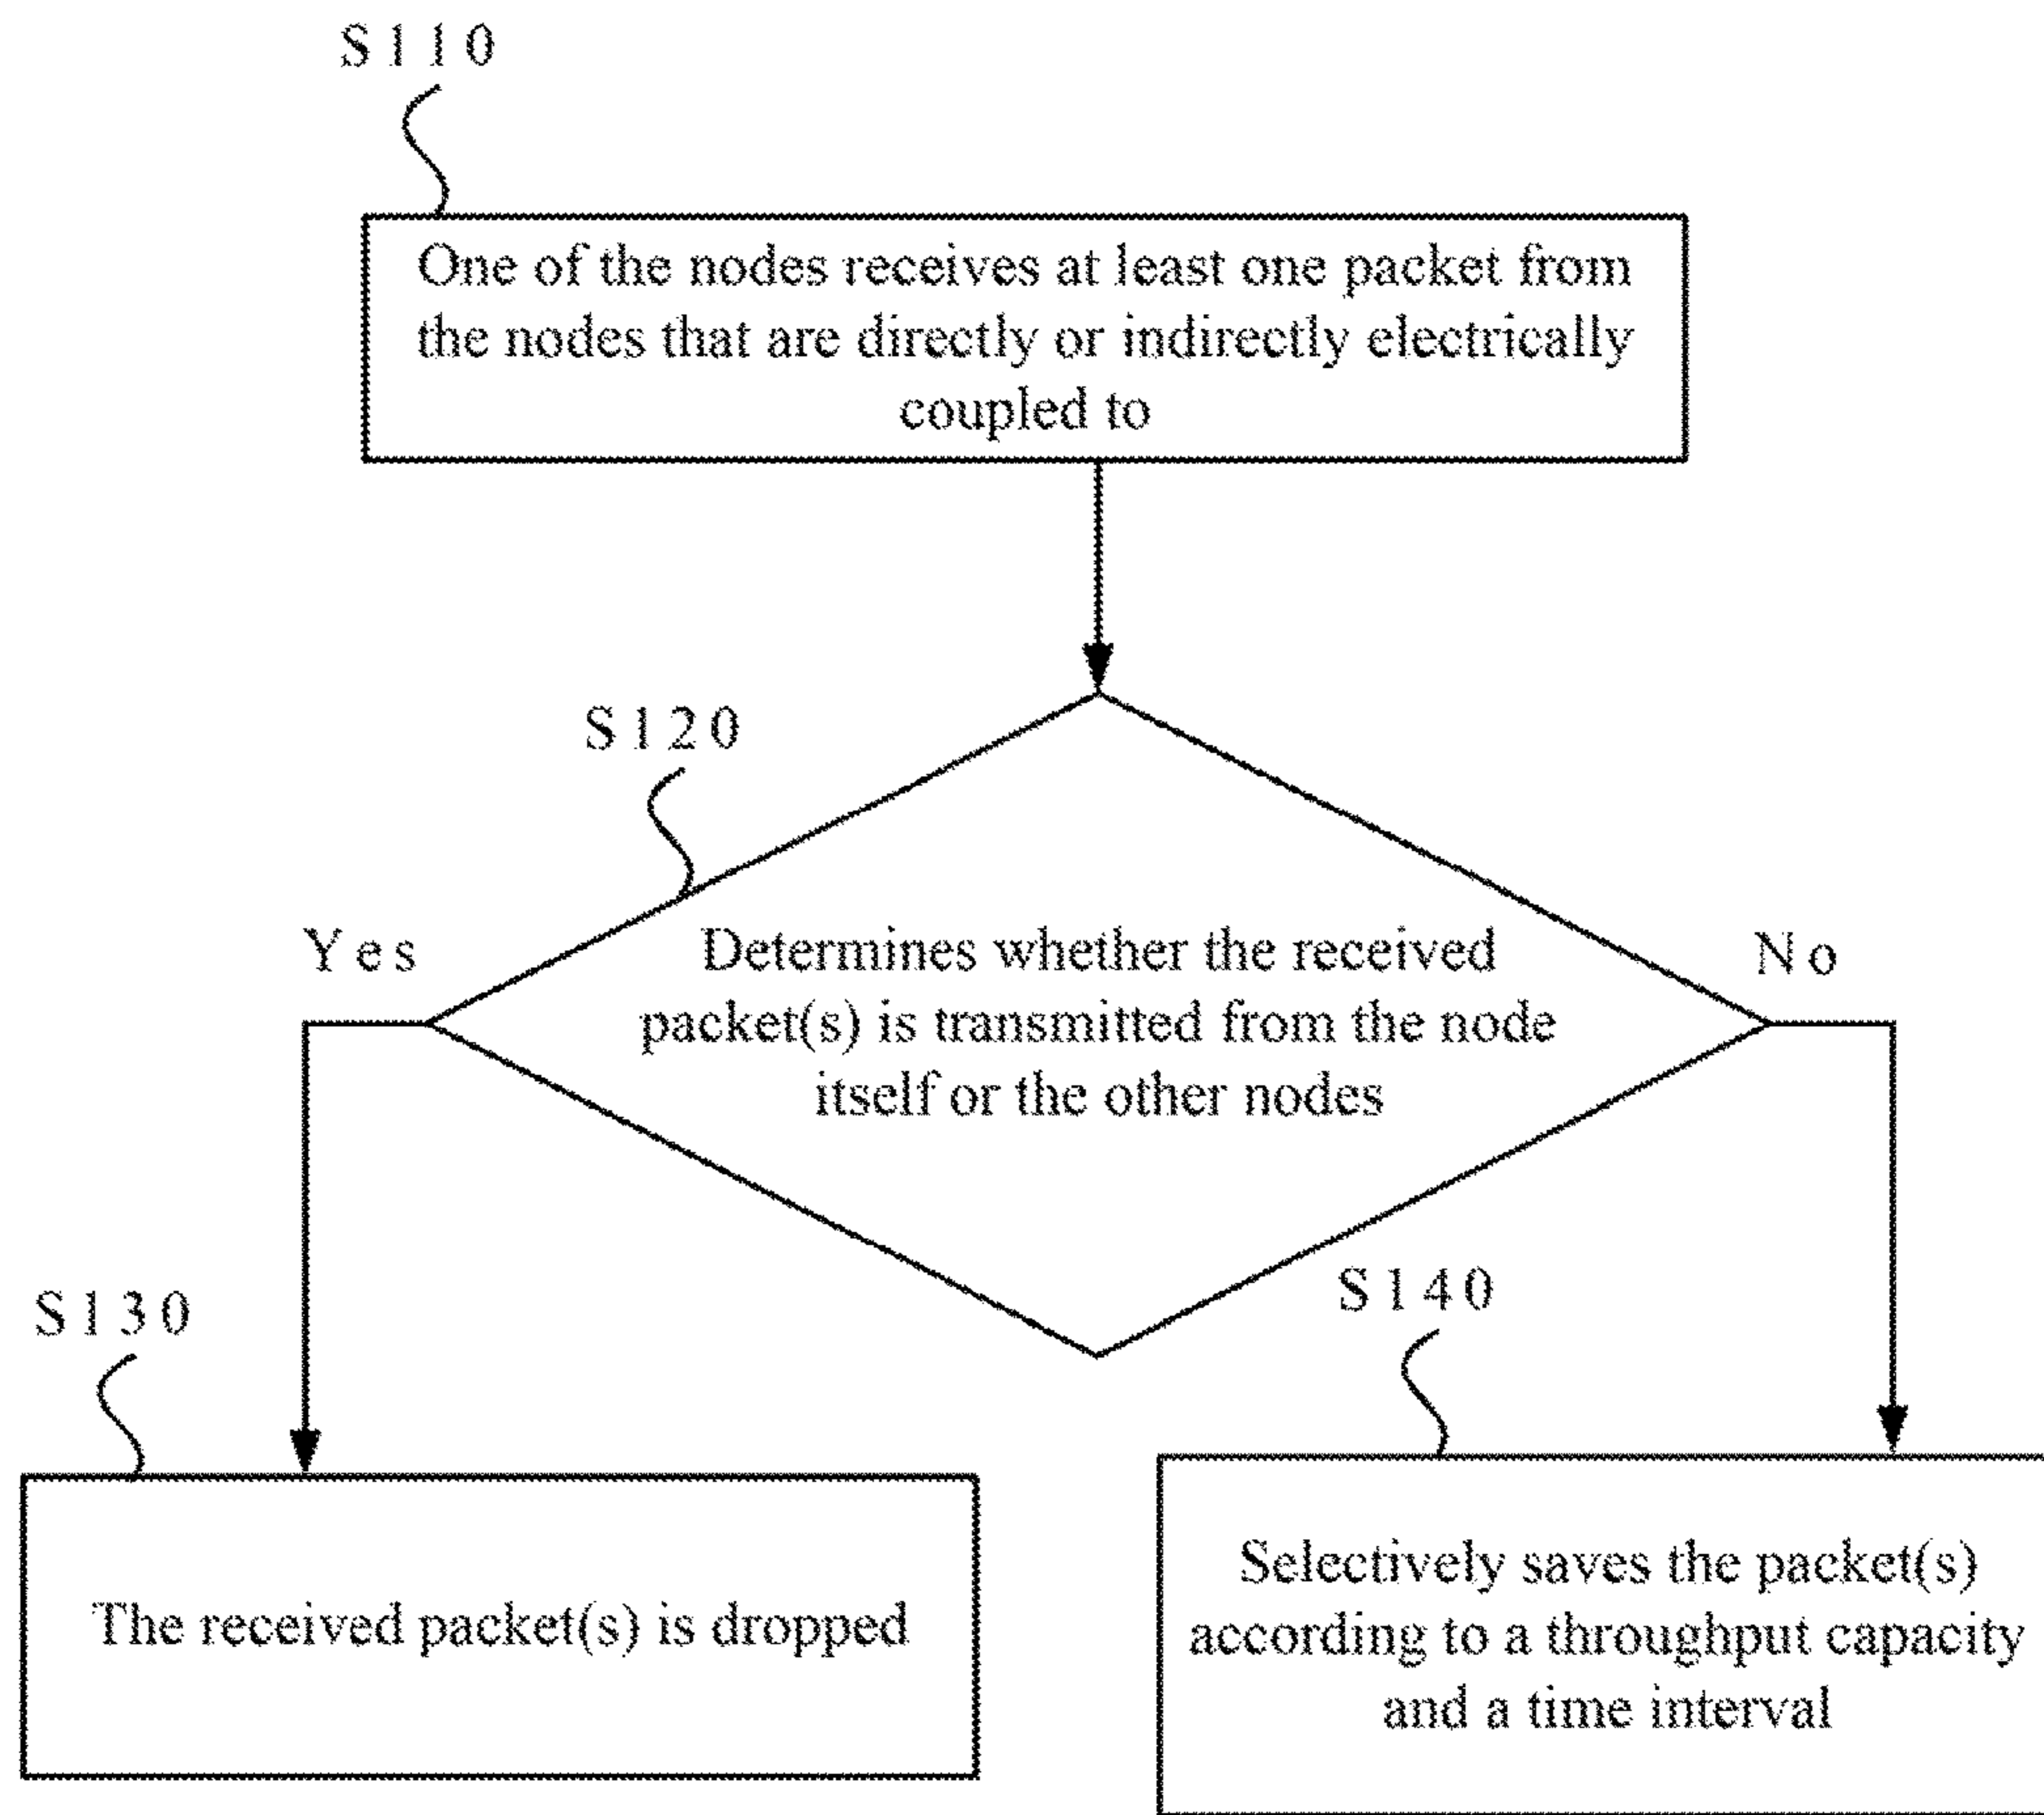 S110
One of the nodes receives at least one packet from
the nodes that are directly or indirectly electrically
coupled to
S120
Yes
Determines whether the received
packet(s) is transmitted from the node
itself or the other nodes
No
S130
The received packet(s) is dropped
S140
Selectively saves the packet(s)
according to a throughput capacity
and a time interval